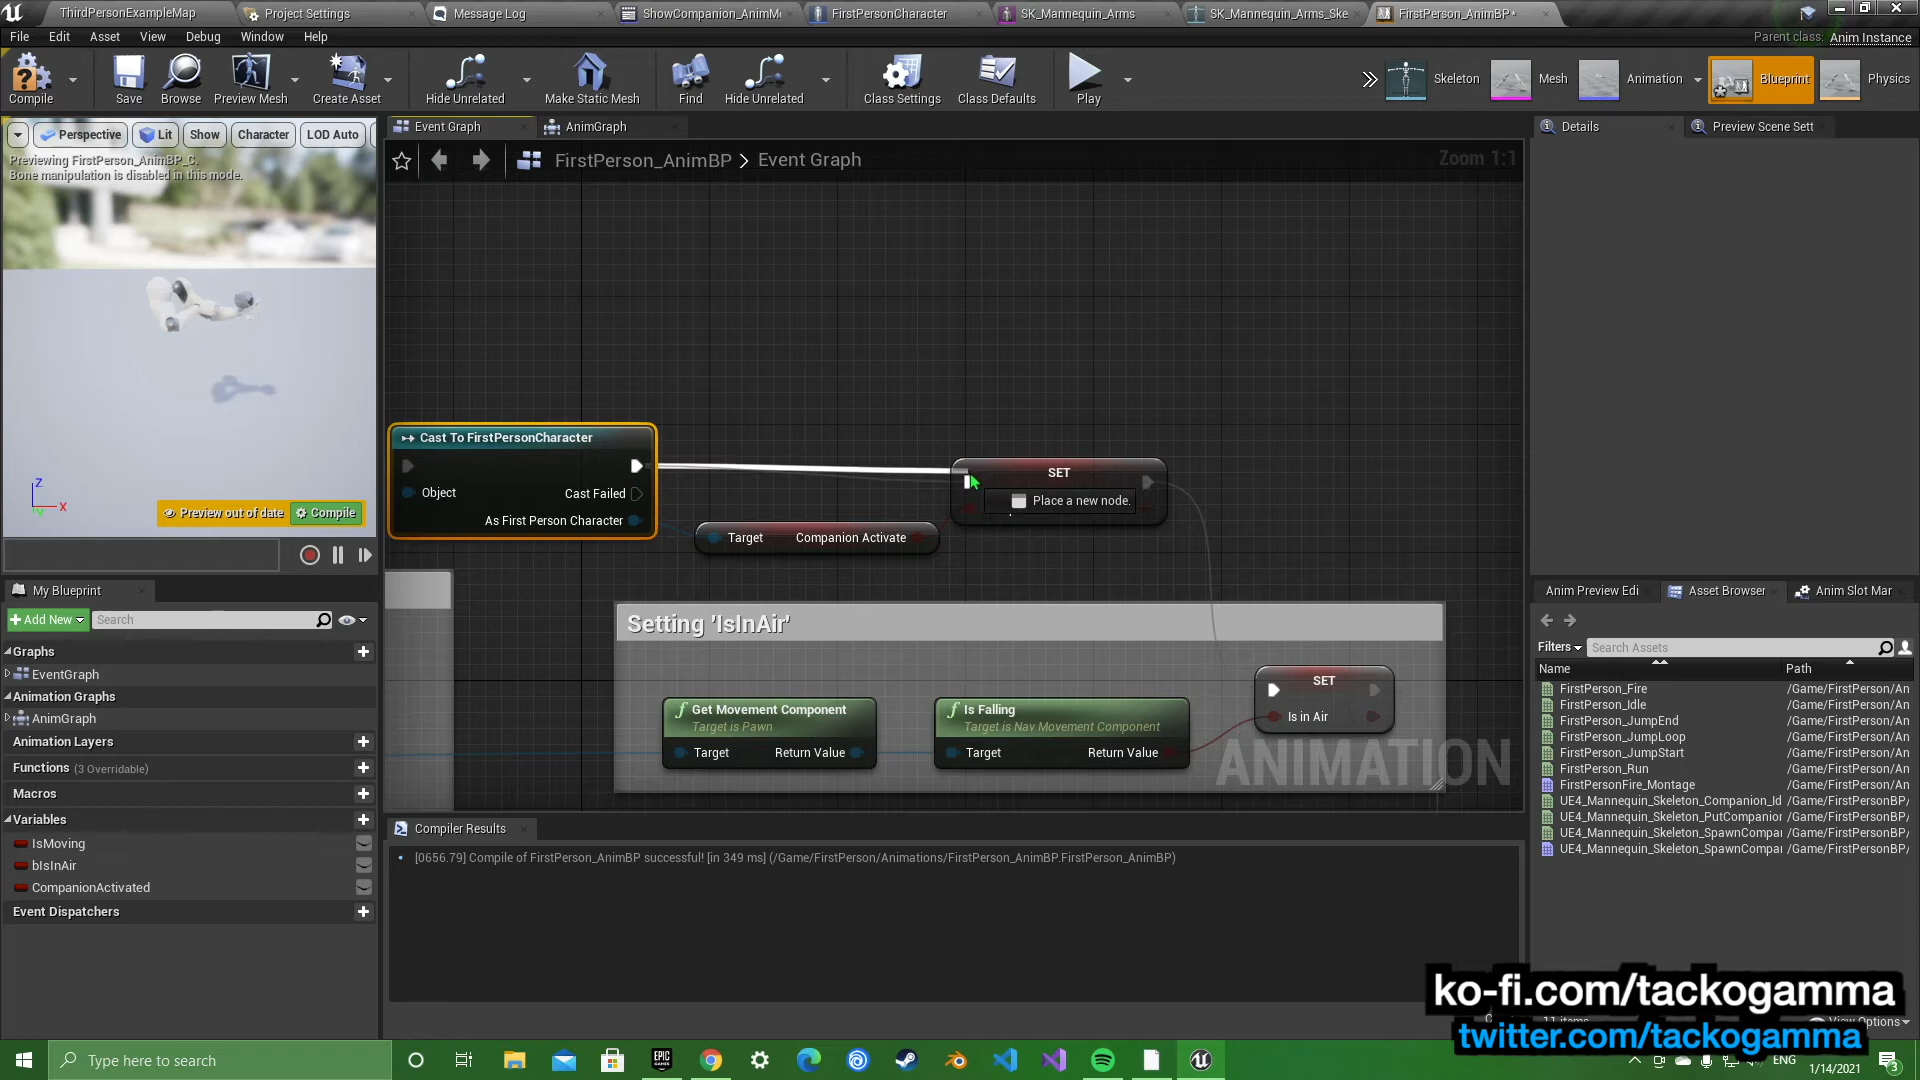 ThirdPersonExampleMap
Project Settings
Message Log
ShowCompanion_AnimM
FirstPersonCharacter
SK_Mannequin_Arms
SK_Mannequin_Arms_Ske
FirstPerson_AnimBP*
File Edit Asset View Debug Window Help
Parent class: Anim Instance
Compile
Save
Browse
Preview Mesh
Create Asset
Hide Unrelated
Make Static Mesh
Find
Hide Unrelated
Class Settings
Class Defaults
Play
Skeleton
Mesh
Animation
Blueprint
Physics
Perspective
Lit
Show
Character
LOD Auto
Previewing FirstPerson_AnimBP_C.
Bone manipulation is disabled in this mode.
Z
X
Y
Preview out of date
Compile
Event Graph
AnimGraph
FirstPerson_AnimBP > Event Graph
Zoom 1:1
Cast To FirstPersonCharacter
Object
Cast Failed
As First Person Character
Target
Companion Activate
SET
Place a new node.
Setting 'IsInAir'
Get Movement Component
Target is Pawn
Target
Return Value
Is Falling
Target is Nav Movement Component
Target
Return Value
SET
Is in Air
ANIMATION
My Blueprint
+ Add New
Search
Graphs
EventGraph
Animation Graphs
AnimGraph
Animation Layers
Functions (3 Overridable)
Macros
Variables
IsMoving
bIsInAir
CompanionActivated
Event Dispatchers
Compiler Results
[0656.79] Compile of FirstPerson_AnimBP successful! [in 349 ms] (/Game/FirstPerson/Animations/FirstPerson_AnimBP.FirstPerson_AnimBP)
Details
Preview Scene Sett
Anim Preview Edi
Asset Browser
Anim Slot Mar
Filters
Search Assets
Name
Path
FirstPerson_Fire /Game/FirstPerson/An
FirstPerson_Idle /Game/FirstPerson/An
FirstPerson_JumpEnd /Game/FirstPerson/An
FirstPerson_JumpLoop /Game/FirstPerson/An
FirstPerson_JumpStart /Game/FirstPerson/An
FirstPerson_Run /Game/FirstPerson/An
FirstPersonFire_Montage /Game/FirstPerson/An
UE4_Mannequin_Skeleton_Companion_Id /Game/FirstPersonBP/
UE4_Mannequin_Skeleton_PutCompanion /Game/FirstPersonBP/
UE4_Mannequin_Skeleton_SpawnCompar /Game/FirstPersonBP/
UE4_Mannequin_Skeleton_SpawnCompar /Game/FirstPersonBP/
11 items
View Options
ko-fi.com/tackogamma
twitter.com/tackogamma
Type here to search
EPIC
GAMES
ENG
1/14/2021
3